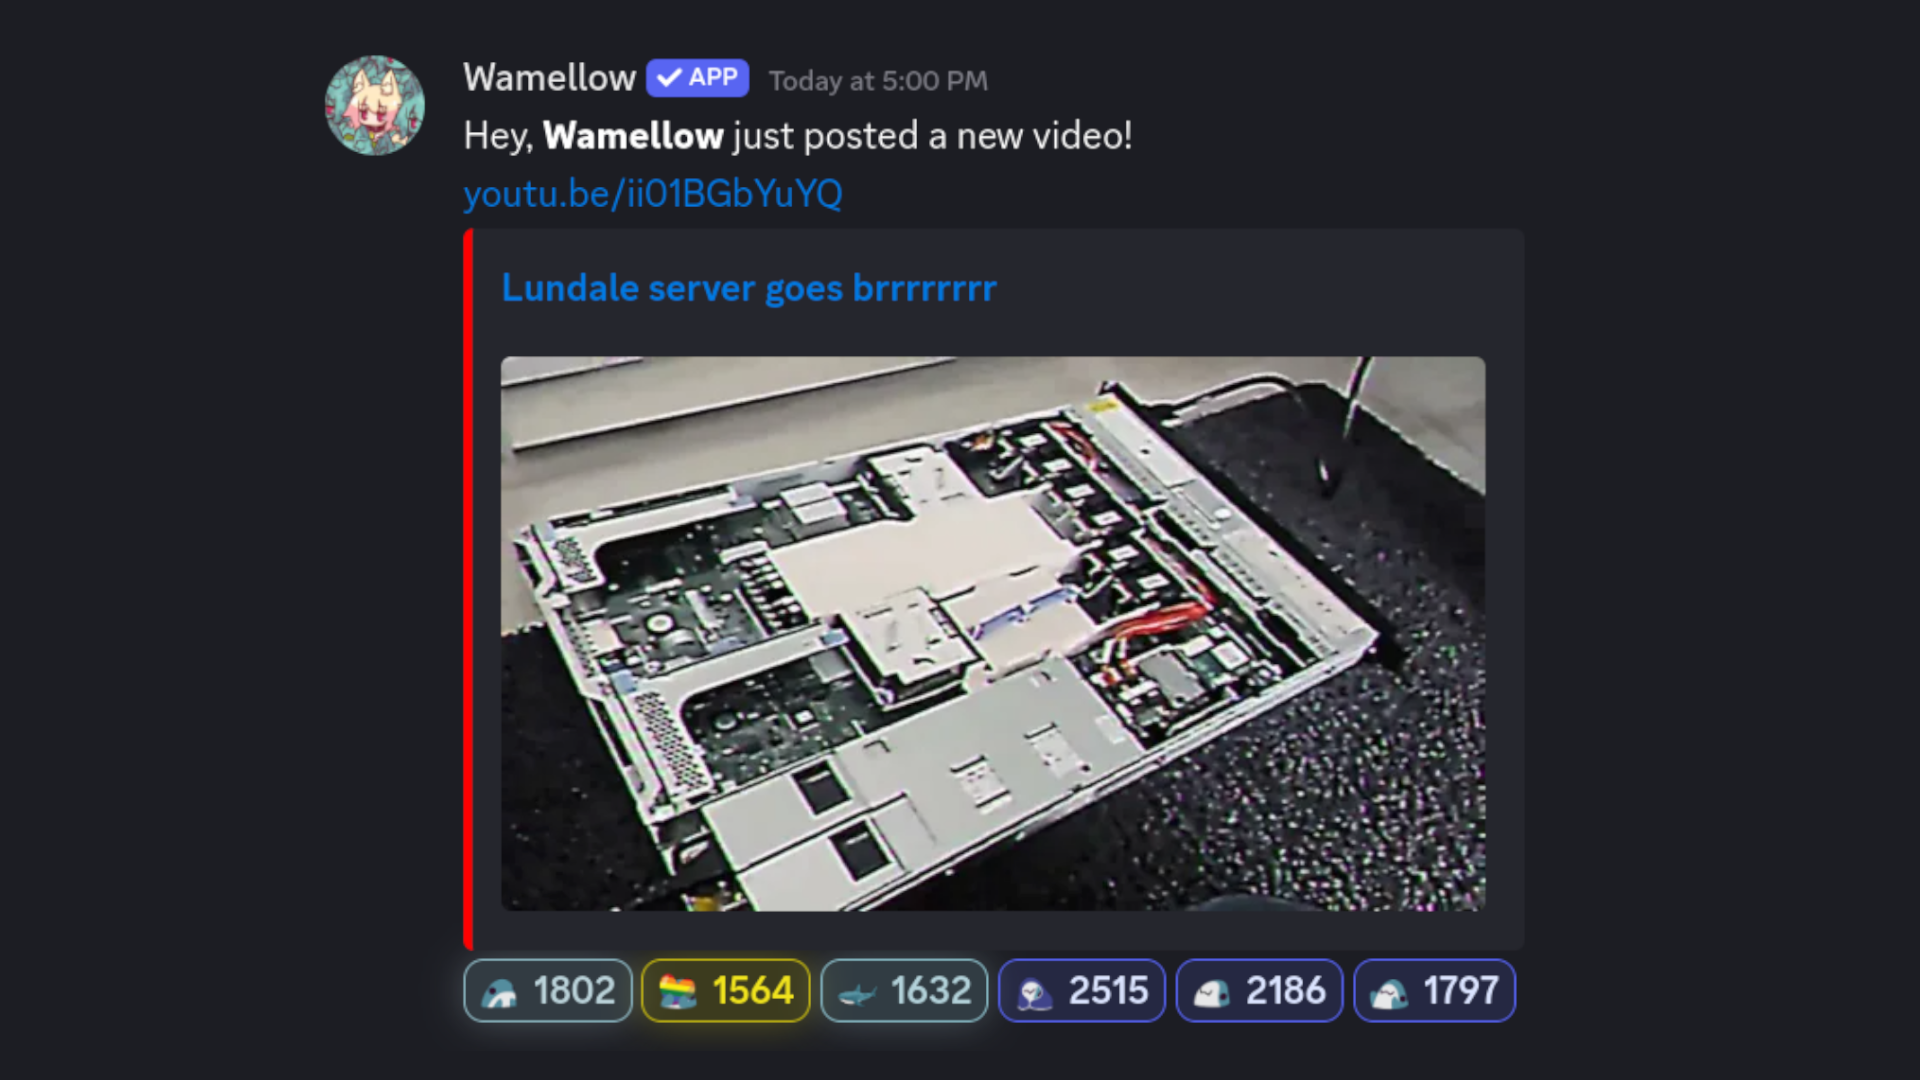 Wamellow ✓ APP Today at 5:00 PM
Hey, Wamellow just posted a new video!
youtu.be/ii01BGbYuYQ
Lundale server goes brrrrrrrr
1802 1564 1632 2515 2186 1797